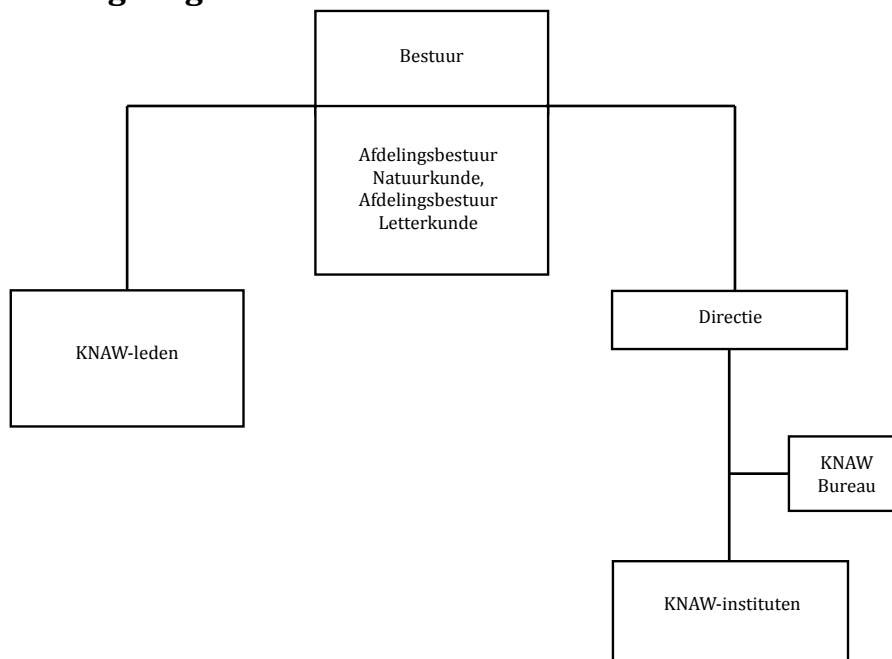 Bestuur
Afdelingsbestuur
Natuurkunde,
Afdelingsbestuur
Letterkunde
KNAW-leden
Directie
KNAW
Bureau
KNAW-instituten